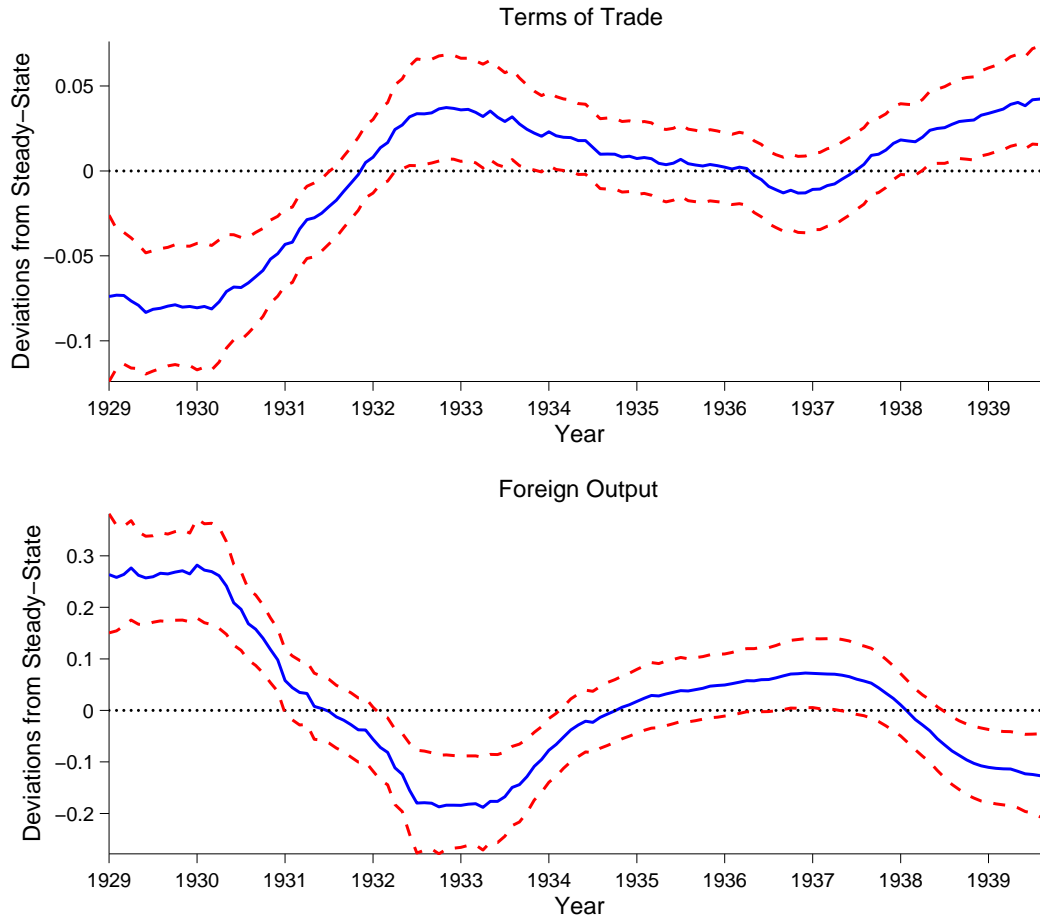 Terms of Trade
Deviations from Steady−State
0.05
0
−0.05
−0.1
1929 1930 1931 1932 1933 1934 1935 1936 1937 1938 1939
Year
Foreign Output
Deviations from Steady−State
0.3
0.2
0.1
0
−0.1
−0.2
1929 1930 1931 1932 1933 1934 1935 1936 1937 1938 1939
Year